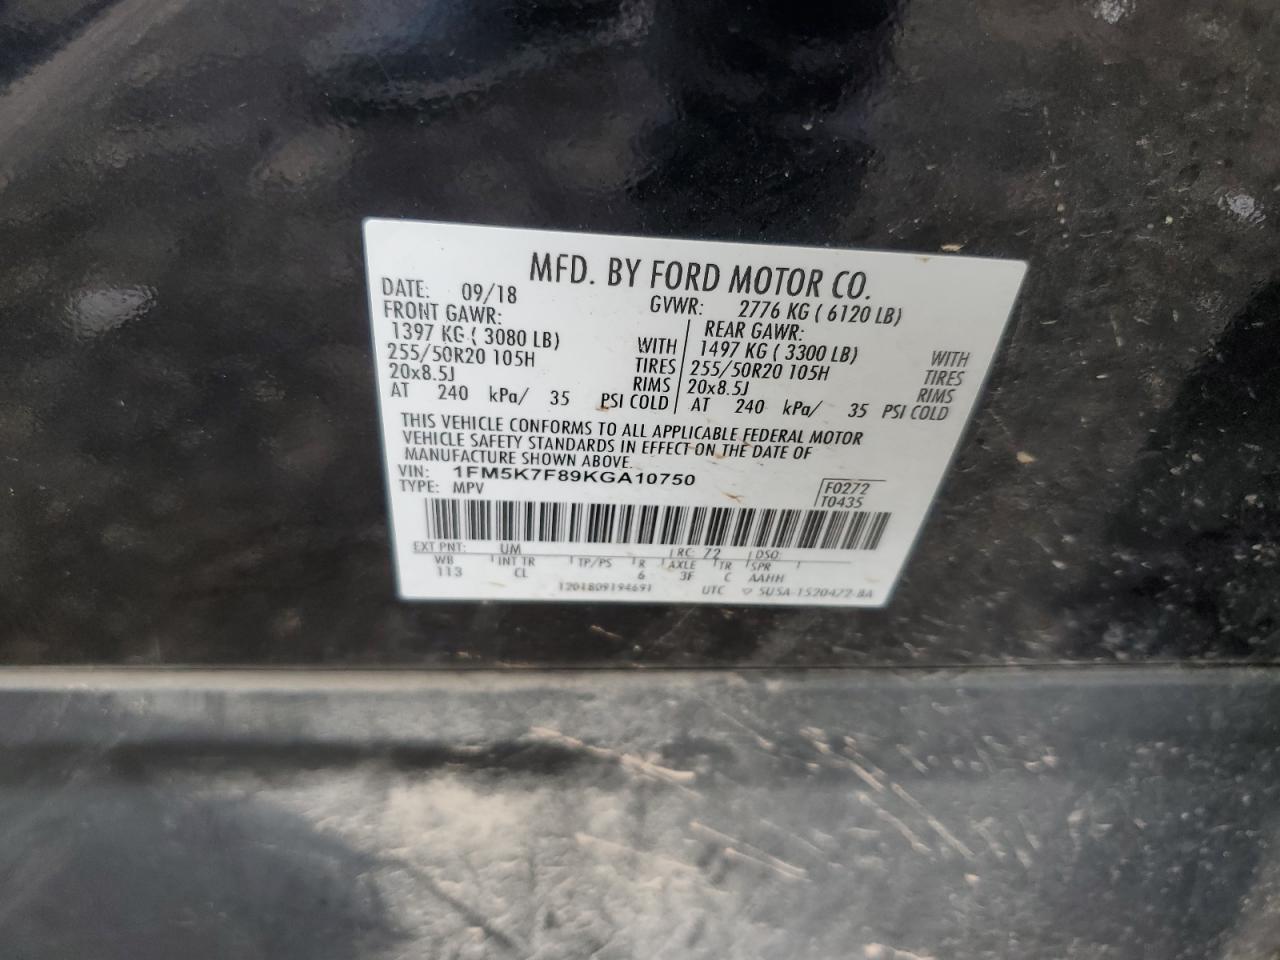 MFD. BY FORD MOTOR CO.
DATE: 09/18 GVWR: 2776 KG ( 6120 LB)
FRONT GAWR: REAR GAWR:
1397 KG ( 3080 LB) WITH 1497 KG ( 3300 LB) WITH
255/50R20 105H TIRES 255/50R20 105H TIRES
20x8.5J RIMS 20x8.5J RIMS
AT 240 kPa/ 35 PSI COLD AT 240 kPa/ 35 PSI COLD
THIS VEHICLE CONFORMS TO ALL APPLICABLE FEDERAL MOTOR
VEHICLE SAFETY STANDARDS IN EFFECT ON THE DATE OF
MANUFACTURE SHOWN ABOVE.
VIN: 1FM5K7F89KGA10750
TYPE: MPV F0272
T0435
EXT PNT: UM RC: 72 DSO:
WB INT TR TP/PS R AXLE TR SPR
113 CL 6 3F C AAHH
1201809194691 UTC ▽ 5U5A-1520472-BA